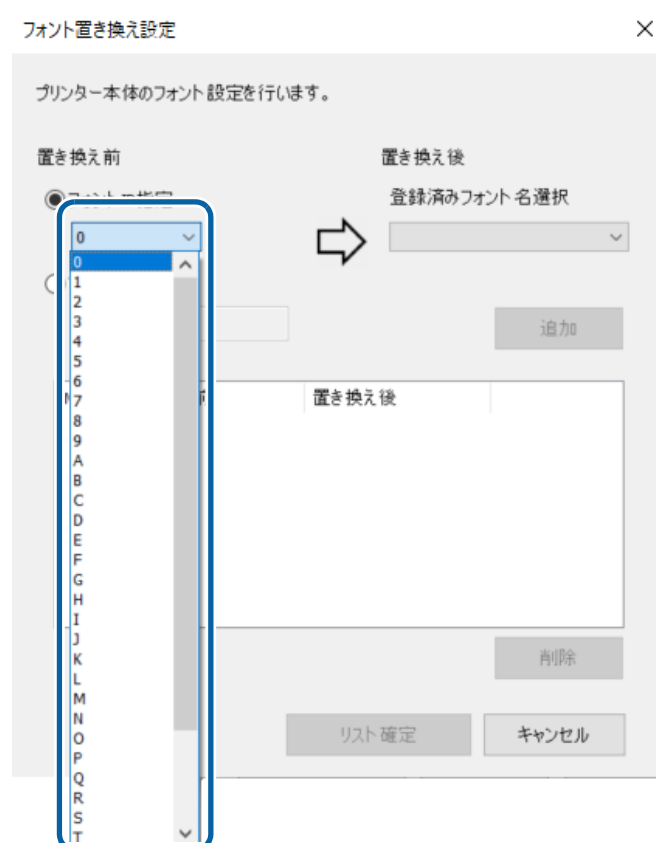 フォント置き換え設定
プリンター本体のフォント設定を行います。
置き換え前
置き換え後
登録済みフォント名選択
0
0
1
2
3
4
5
6
7
8
9
A
B
C
D
E
F
G
H
I
J
K
L
M
N
O
P
Q
R
S
T
追加
置き換え後
削除
リスト確定
キャンセル